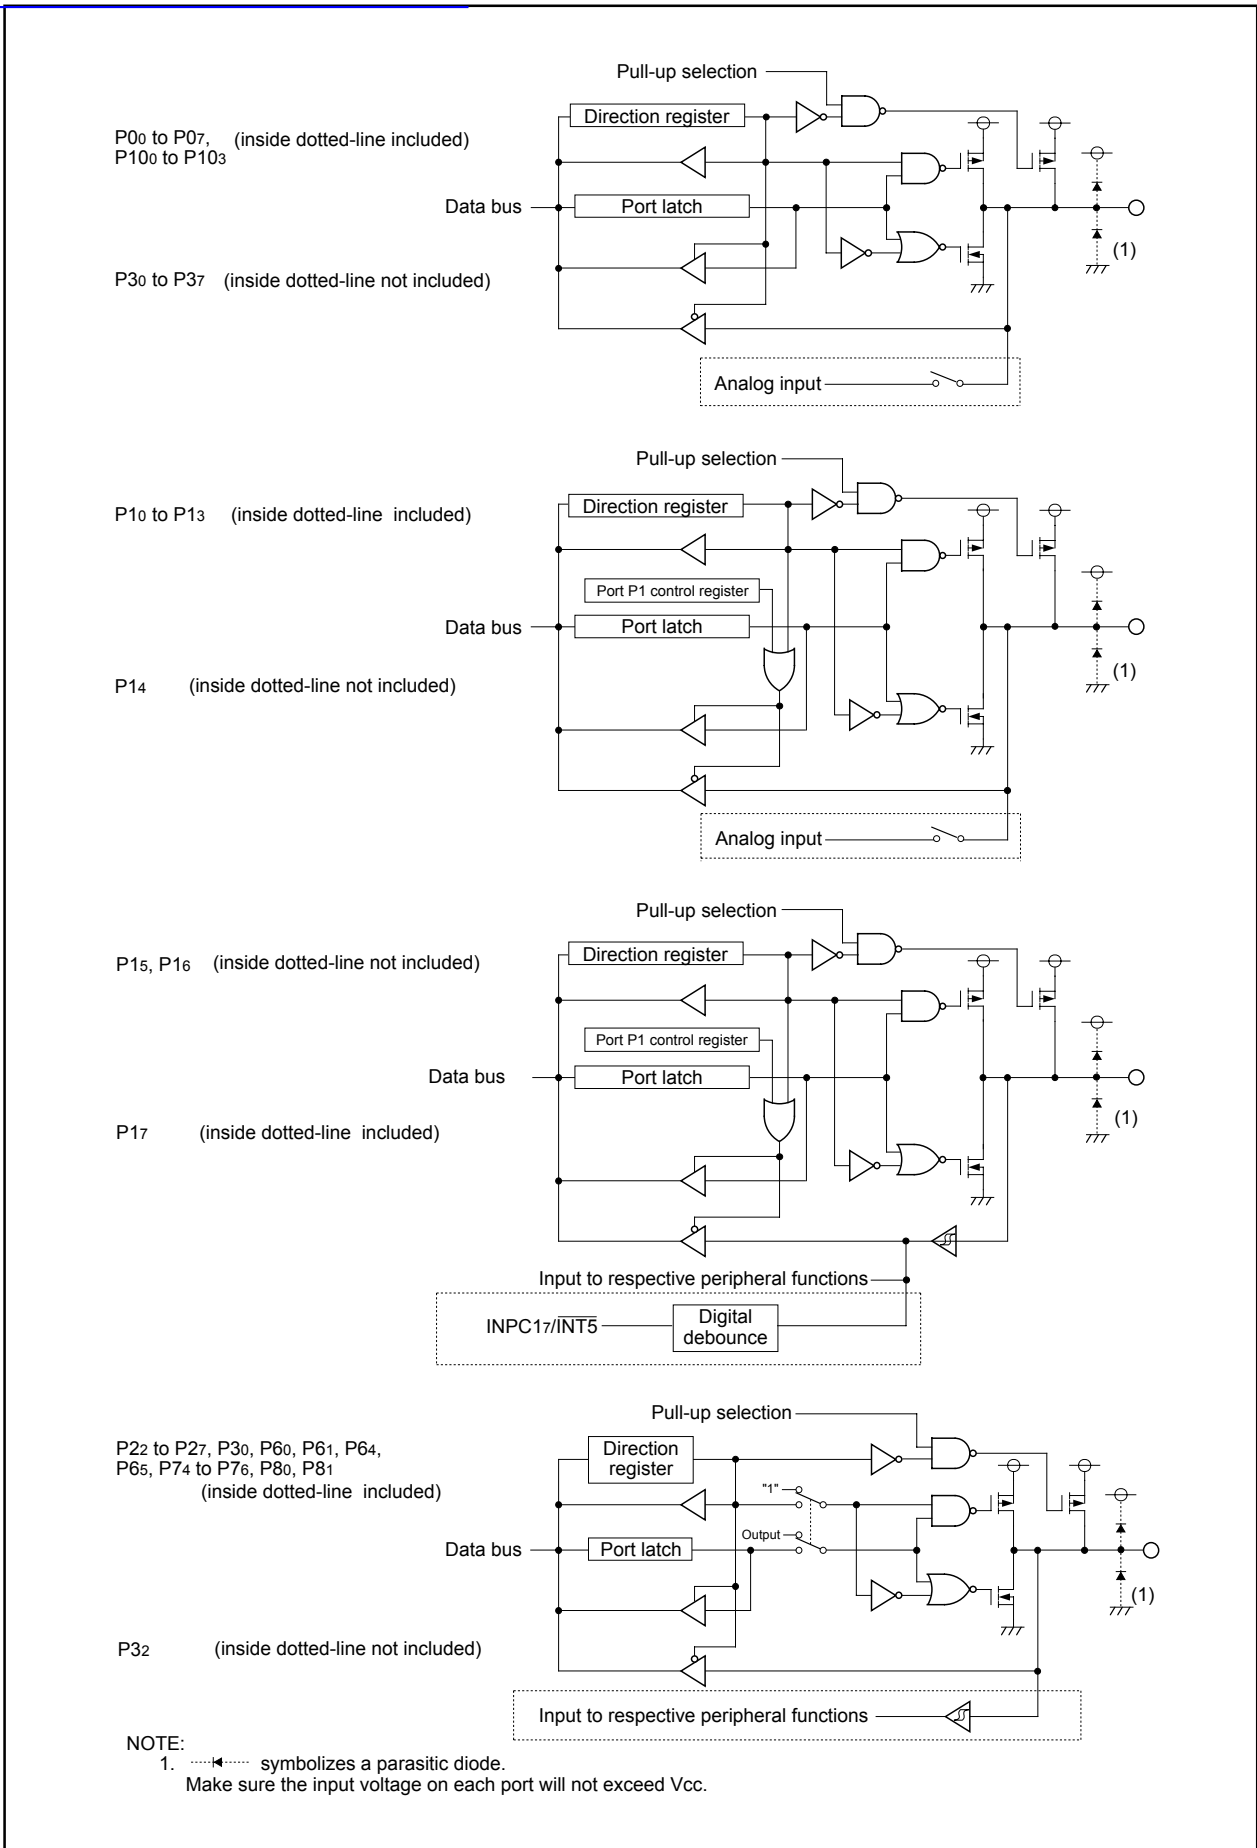 Pull-up selection
Direction register
P00 to P07, (inside dotted-line included)
P100 to P103
Data bus
Port latch
(1)
P30 to P37 (inside dotted-line not included)
Analog input
Pull-up selection
Direction register
P10 to P13 (inside dotted-line included)
Port P1 control register
Data bus
Port latch
(1)
P14 (inside dotted-line not included)
Analog input
Pull-up selection
Direction register
P15, P16 (inside dotted-line not included)
Port P1 control register
Data bus
Port latch
(1)
P17 (inside dotted-line included)
Input to respective peripheral functions
INPC17/INT5
Digital
debounce
Pull-up selection
P22 to P27, P30, P60, P61, P64,
P65, P74 to P76, P80, P81
(inside dotted-line included)
Direction
register
"1"
Output
Data bus
Port latch
(1)
P32 (inside dotted-line not included)
Input to respective peripheral functions
NOTE:
1. symbolizes a parasitic diode.
Make sure the input voltage on each port will not exceed Vcc.